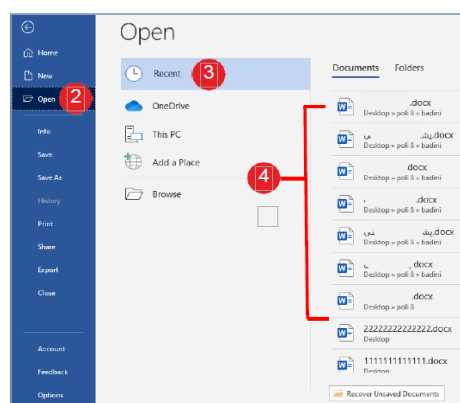 Open
Home
New
Open 2
Info
Save
Save As
History
Print
Share
Export
Close
Account
Feedback
Options
Recent 3
OneDrive
This PC
Add a Place
Browse
4
Documents Folders
.docx
Desktop » poli 8 » badini
.docx
Desktop » poli 8 » badini
docx
Desktop » poli 8 » badini
.docx
Desktop » poli 8 » badini
.docx
Desktop » poli 8 » badini
.docx
Desktop » poli 8 » badini
.docx
Desktop » poli 8
22222222222222.docx
Desktop
1111111111111.docx
Desktop
Recover Unsaved Documents